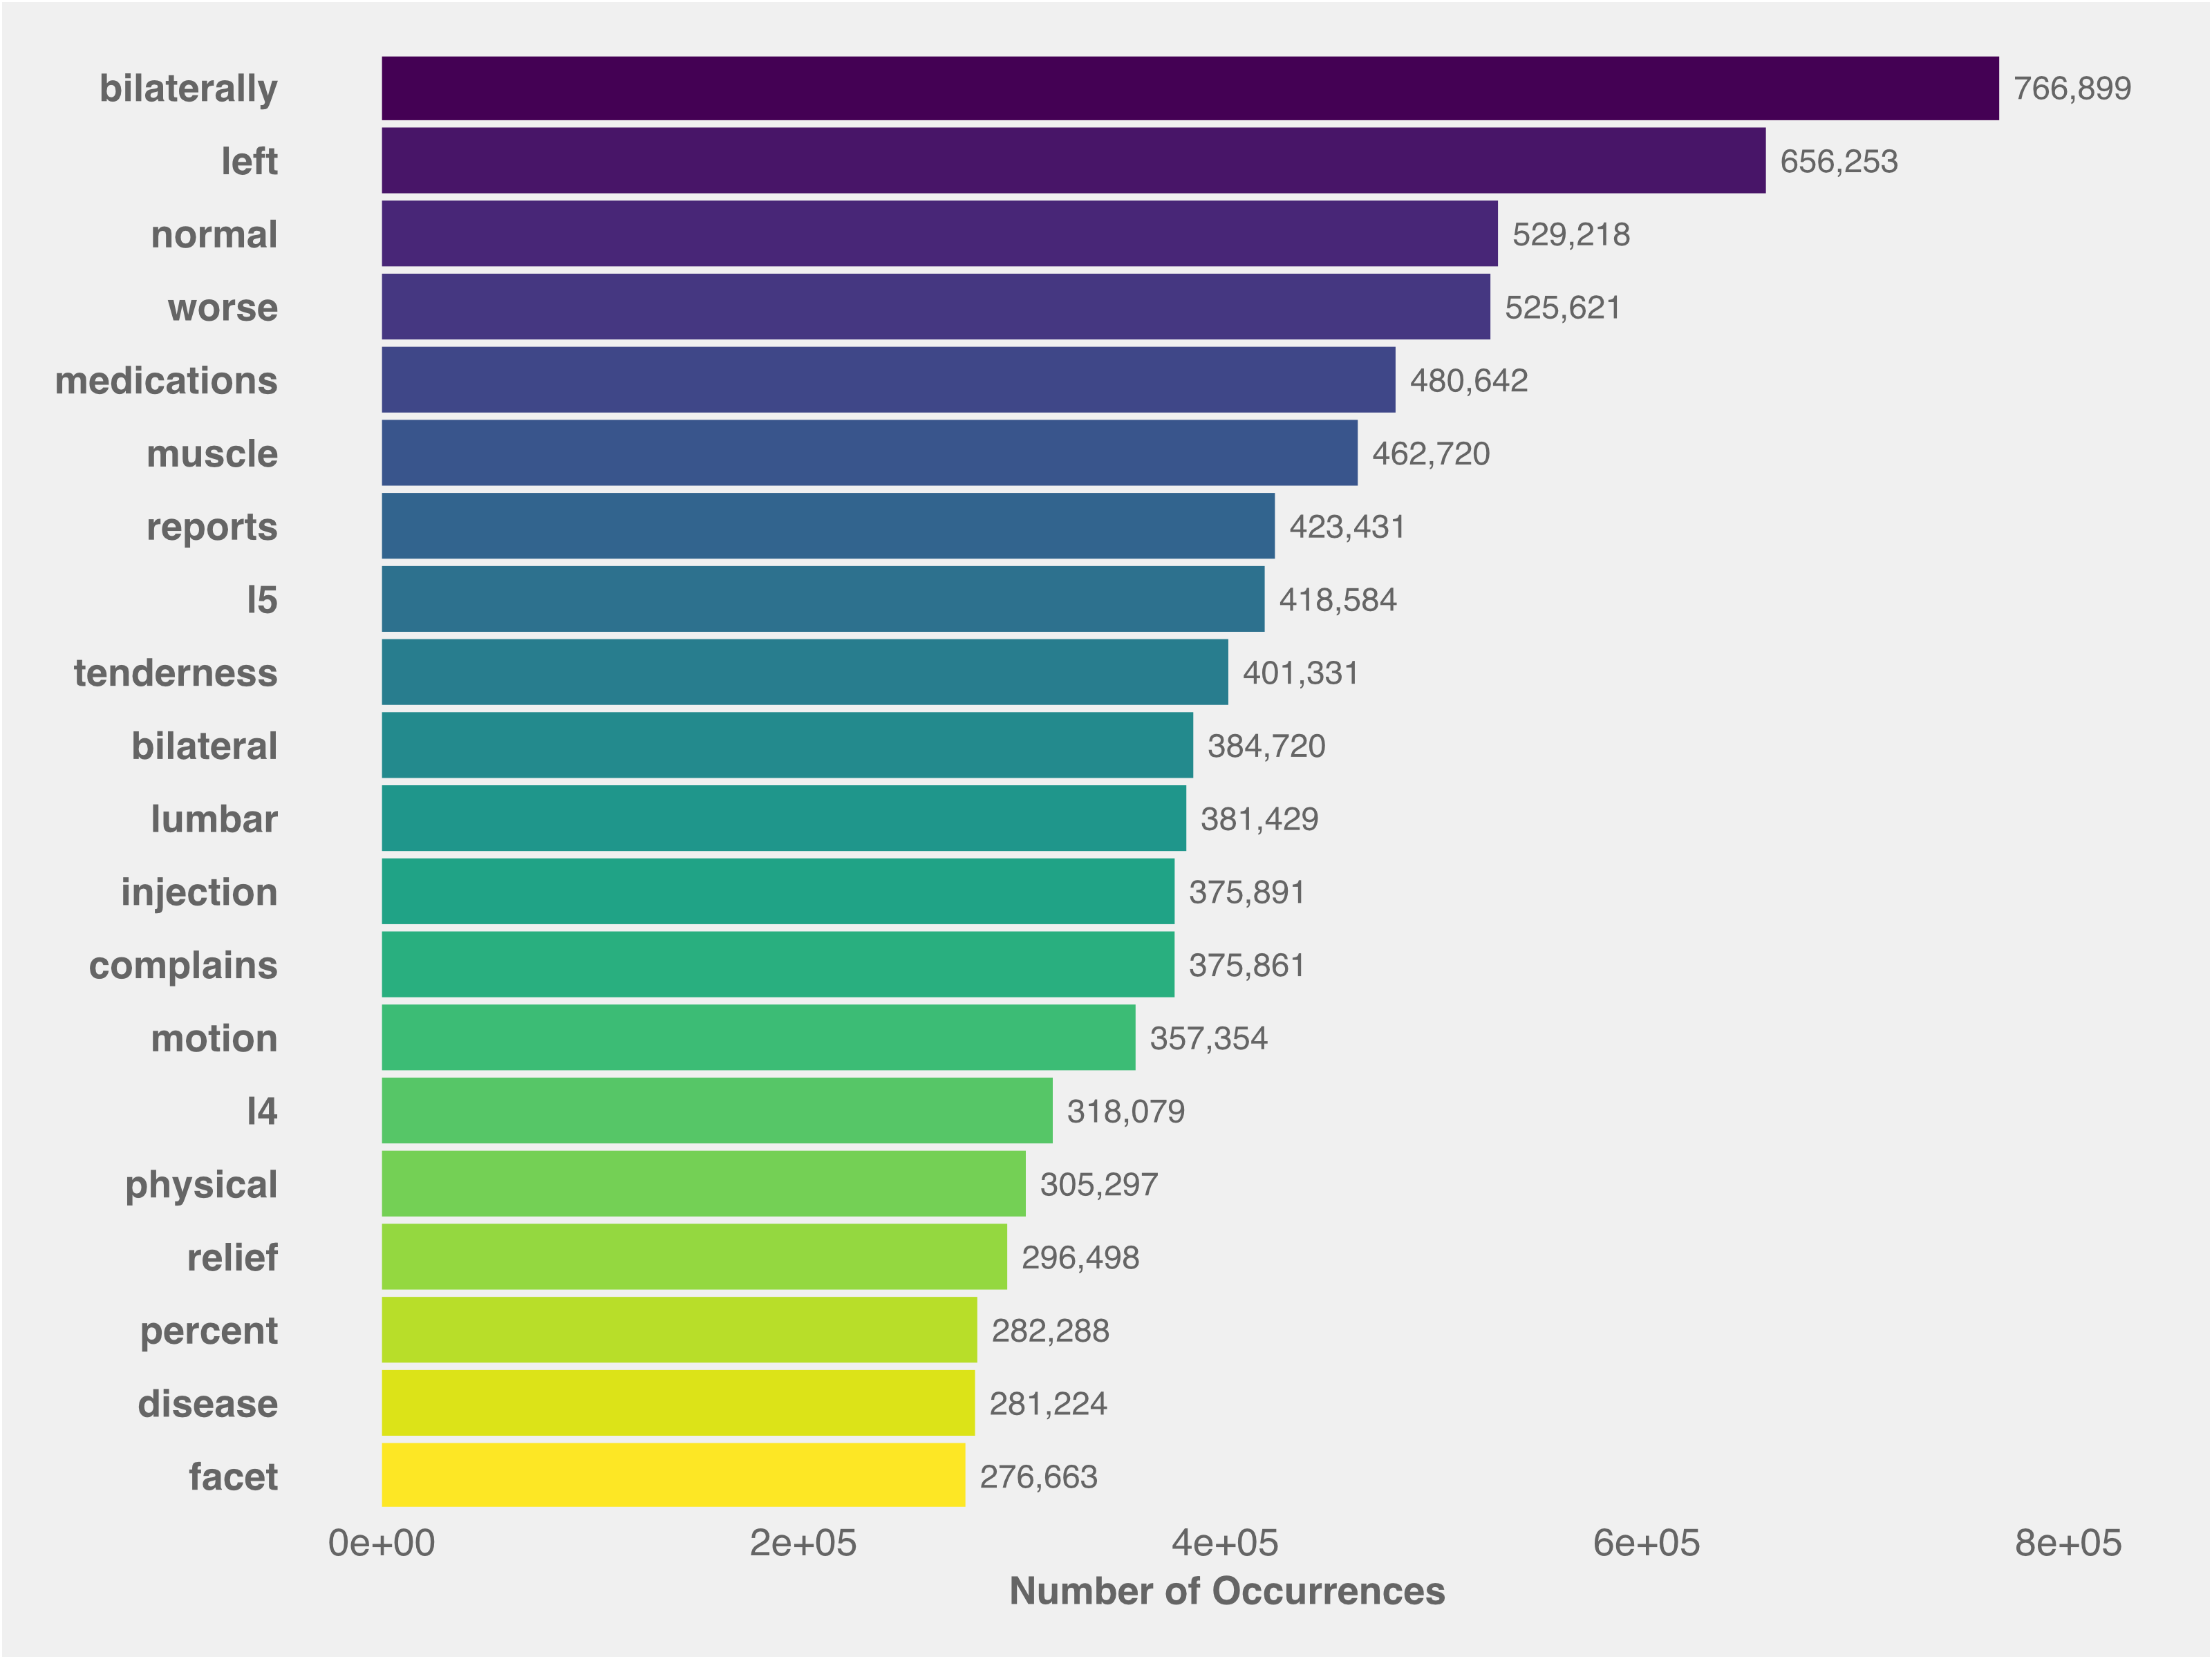 bilaterally 766,899
left 656,253
normal 529,218
worse 525,621
medications 480,642
muscle 462,720
reports 423,431
l5 418,584
tenderness 401,331
bilateral 384,720
lumbar 381,429
injection 375,891
complains 375,861
motion 357,354
l4 318,079
physical 305,297
relief 296,498
percent 282,288
disease 281,224
facet 276,663
0e+00 2e+05 4e+05 6e+05 8e+05
Number of Occurrences